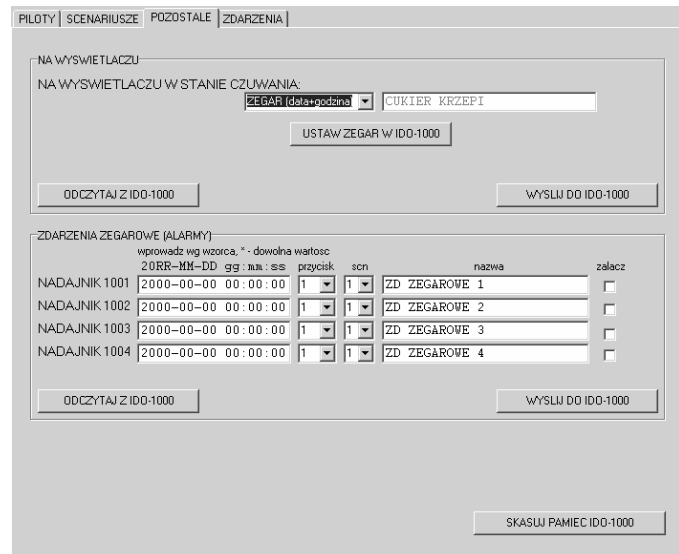 PILOTY SCENARIUSZE POZOSTALE ZDARZENIA
NA WYSWIETLACZU
NA WYSWIETLACZU W STANIE CZUWANIA:
ZEGAR (data+godzina CUKIER KRZEPI
USTAW ZEGAR W IDO-1000
ODCZYTAJ Z IDO-1000 WYSLIJ DO IDO-1000
ZDARZENIA ZEGAROWE (ALARMY)
wprowadz wg wzorca, * - dowolna wartosc
20RR-MM-DD gg:mm:ss przycisk scn nazwa zalacz
NADAJNIK 1001 2000-00-00 00:00:00 1 1 ZD ZEGAROWE 1
NADAJNIK 1002 2000-00-00 00:00:00 1 1 ZD ZEGAROWE 2
NADAJNIK 1003 2000-00-00 00:00:00 1 1 ZD ZEGAROWE 3
NADAJNIK 1004 2000-00-00 00:00:00 1 1 ZD ZEGAROWE 4
ODCZYTAJ Z IDO-1000 WYSLIJ DO IDO-1000
SKASUJ PAMIEC IDO-1000